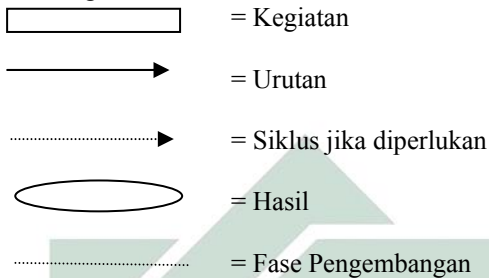 = Kegiatan
= Urutan
= Siklus jika diperlukan
= Hasil
= Fase Pengembangan